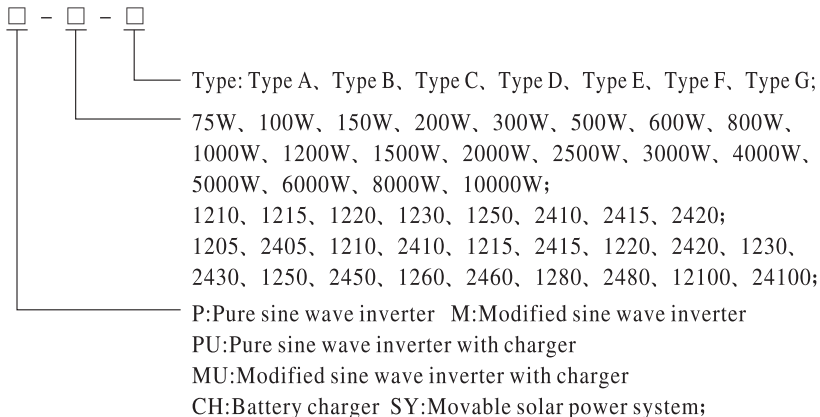 □ - □ - □
Type: Type A、Type B、Type C、Type D、Type E、Type F、Type G;
75W、100W、150W、200W、300W、500W、600W、800W、
1000W、1200W、1500W、2000W、2500W、3000W、4000W、
5000W、6000W、8000W、10000W；
1210、1215、1220、1230、1250、2410、2415、2420；
1205、2405、1210、2410、1215、2415、1220、2420、1230、
2430、1250、2450、1260、2460、1280、2480、12100、24100；
P:Pure sine wave inverter M:Modified sine wave inverter
PU:Pure sine wave inverter with charger
MU:Modified sine wave inverter with charger
CH:Battery charger SY:Movable solar power system；